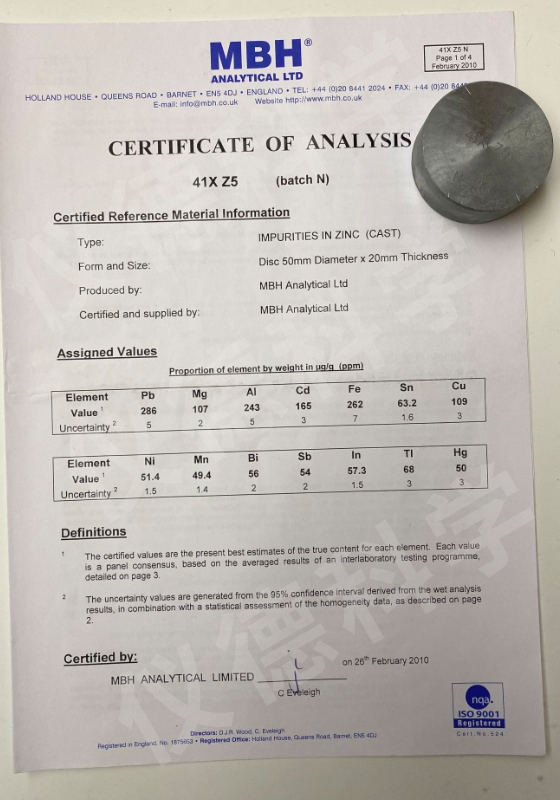 MBH®
ANALYTICAL LTD
41X Z5 N
Page 1 of 4
February 2010
HOLLAND HOUSE • QUEENS ROAD • BARNET • EN5 4DJ • ENGLAND • TEL: +44 (0)20 8441 2024 • FAX: +44 (0)20 84
E-mail: info@mbh.co.uk Website http://www.mbh.co.uk
CERTIFICATE OF ANALYSIS
41X Z5 (batch N)
Certified Reference Material Information
Type: IMPURITIES IN ZINC (CAST)
Form and Size: Disc 50mm Diameter x 20mm Thickness
Produced by: MBH Analytical Ltd
Certified and supplied by: MBH Analytical Ltd
Assigned Values
Proportion of element by weight in µg/g (ppm)
Element Pb Mg Al Cd Fe Sn Cu
Value 1 286 107 243 165 262 63.2 109
Uncertainty 2 5 2 5 3 7 1.6 3
Element Ni Mn Bi Sb In Tl Hg
Value 1 51.4 49.4 56 54 57.3 68 50
Uncertainty 2 1.5 1.4 2 2 1.5 3 3
Definitions
1 The certified values are the present best estimates of the true content for each element. Each value
is a panel consensus, based on the averaged results of an interlaboratory testing programme,
detailed on page 3.
2 The uncertainty values are generated from the 95% confidence interval derived from the wet analysis
results, in combination with a statistical assessment of the homogeneity data, as described on page
2.
Certified by:
MBH ANALYTICAL LIMITED on 26th February 2010
C Eveleigh
nqa.
ISO 9001
Registered
Cert.No.524
Directors: D.J.R. Wood, C. Eveleigh
Registered in England, No. 1875653 • Registered Office: Holland House, Queens Road, Barnet, EN5 4DJ
仪德科学